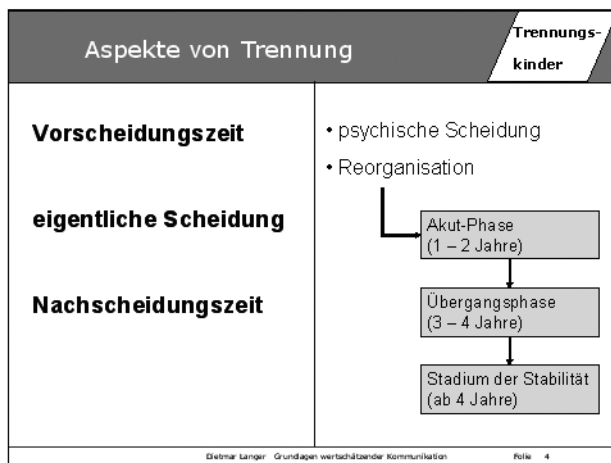 Aspekte von Trennung
Trennungs-
kinder
Vorscheidungszeit
eigentliche Scheidung
Nachscheidungszeit
• psychische Scheidung
• Reorganisation
Akut-Phase
(1 – 2 Jahre)
Übergangsphase
(3 – 4 Jahre)
Stadium der Stabilität
(ab 4 Jahre)
Dietmar Langer Grundlagen wertschätzender Kommunikation Folie 4